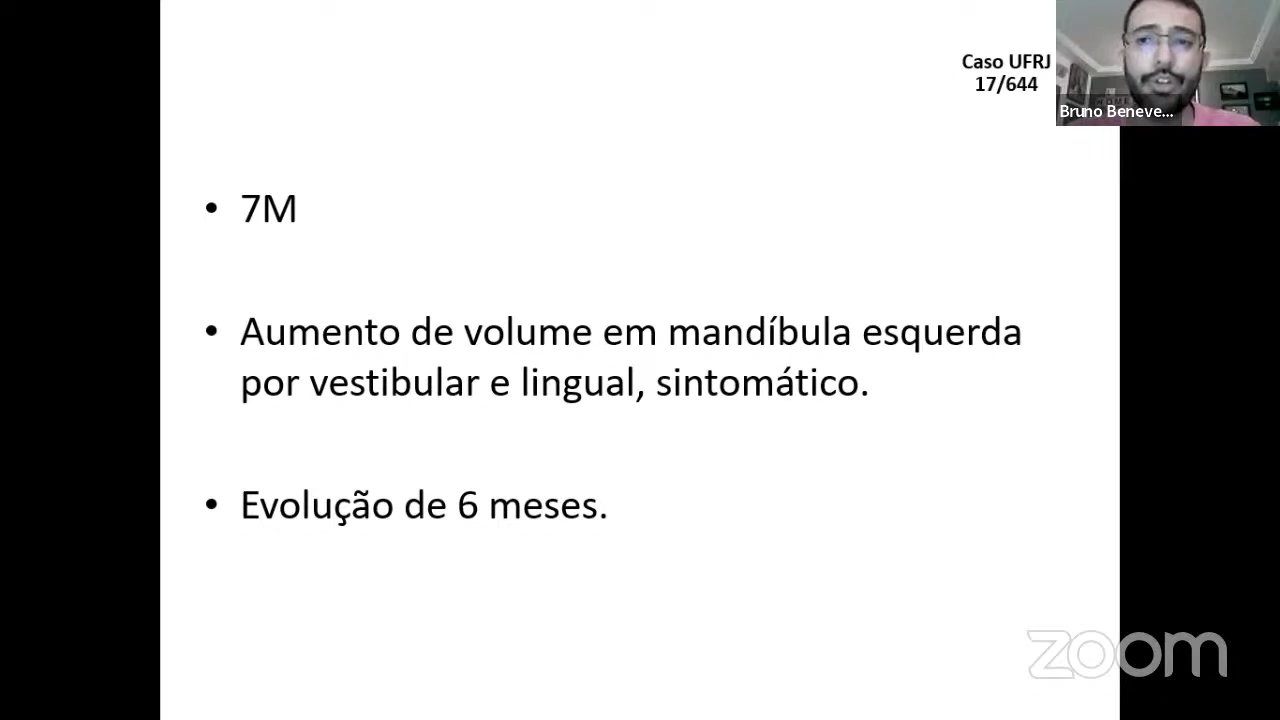 Caso UFRJ
17/644
Bruno Beneve...
• 7M
• Aumento de volume em mandíbula esquerda
por vestibular e lingual, sintomático.
• Evolução de 6 meses.
zoom